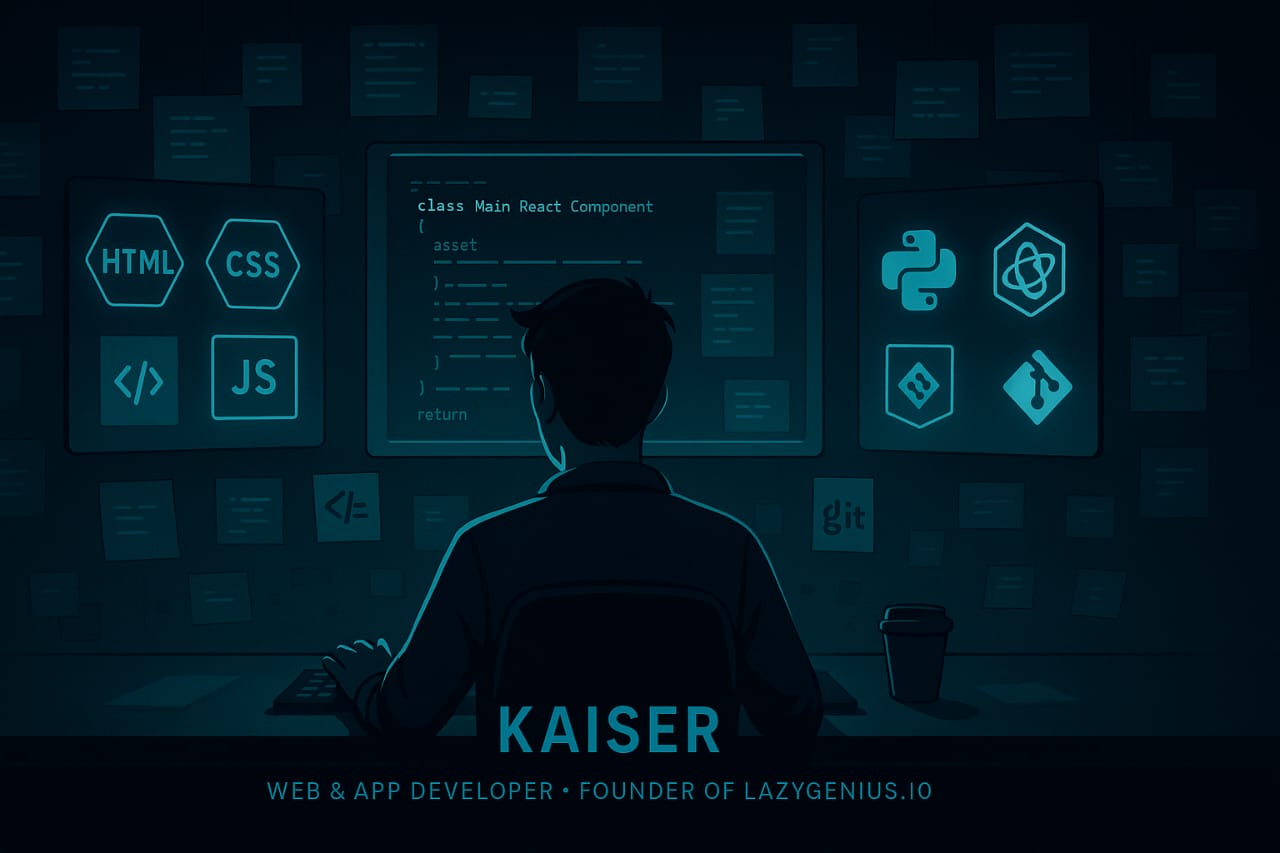 HTML
CSS
</>
JS
class Main React Component
{
asset
)
)
)
return
</=
git
KAISER
WEB & APP DEVELOPER • FOUNDER OF LAZYGENIUS.IO